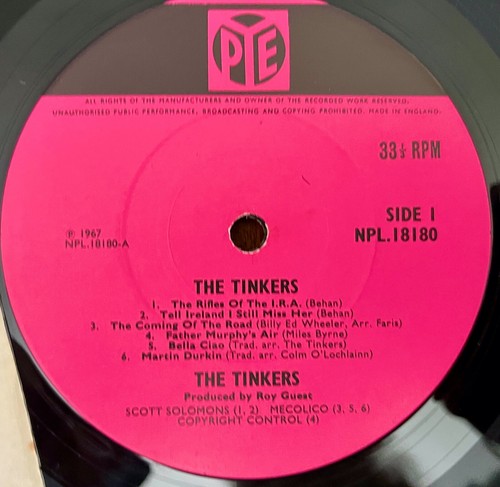 PYE
ALL RIGHTS OF THE MANUFACTURERS AND OWNER OF THE RECORDED WORK RESERVED.
UNAUTHORISED PUBLIC PERFORMANCE, BROADCASTING AND COPYING PROHIBITED. MADE IN ENGLAND.
33⅓ RPM
SIDE 1
NPL.18180
℗ 1967
NPL.18180-A
THE TINKERS
1. The Rifles Of The I.R.A. (Behan)
2. Tell Ireland I Still Miss Her (Behan)
3. The Coming Of The Road (Billy Ed Wheeler, Arr. Faris)
4. Father Murphy's Air (Miles Byrne)
5. Bella Ciao (Trad. arr. The Tinkers)
6. Martin Durkin (Trad. arr. Colm O'Lochlainn)
THE TINKERS
Produced by Roy Guest
SCOTT SOLOMONS (1, 2) MECOLICO (3, 5, 6)
COPYRIGHT CONTROL (4)